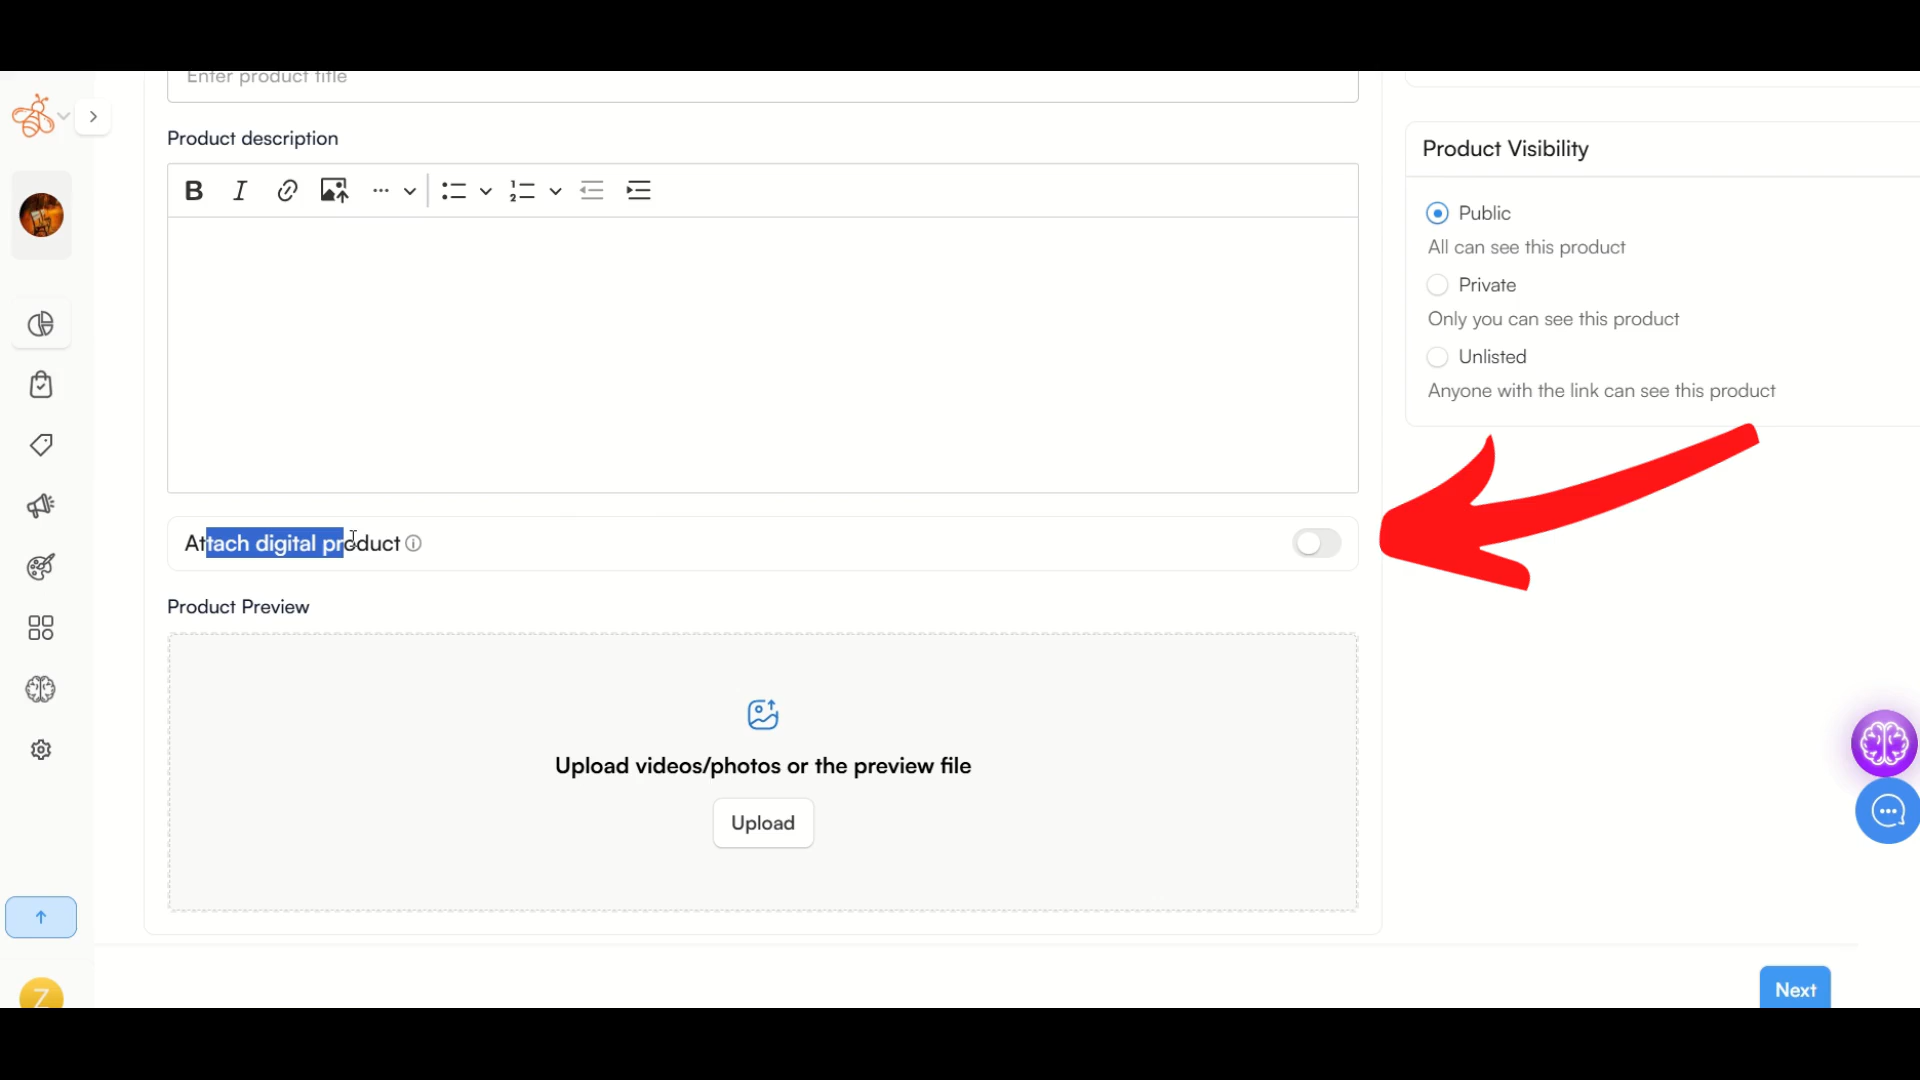 Enter product title
Product description
Product Visibility
Public
All can see this product
Private
Only you can see this product
Unlisted
Anyone with the link can see this product
Attach digital product
Product Preview
Upload videos/photos or the preview file
Upload
Next
Z